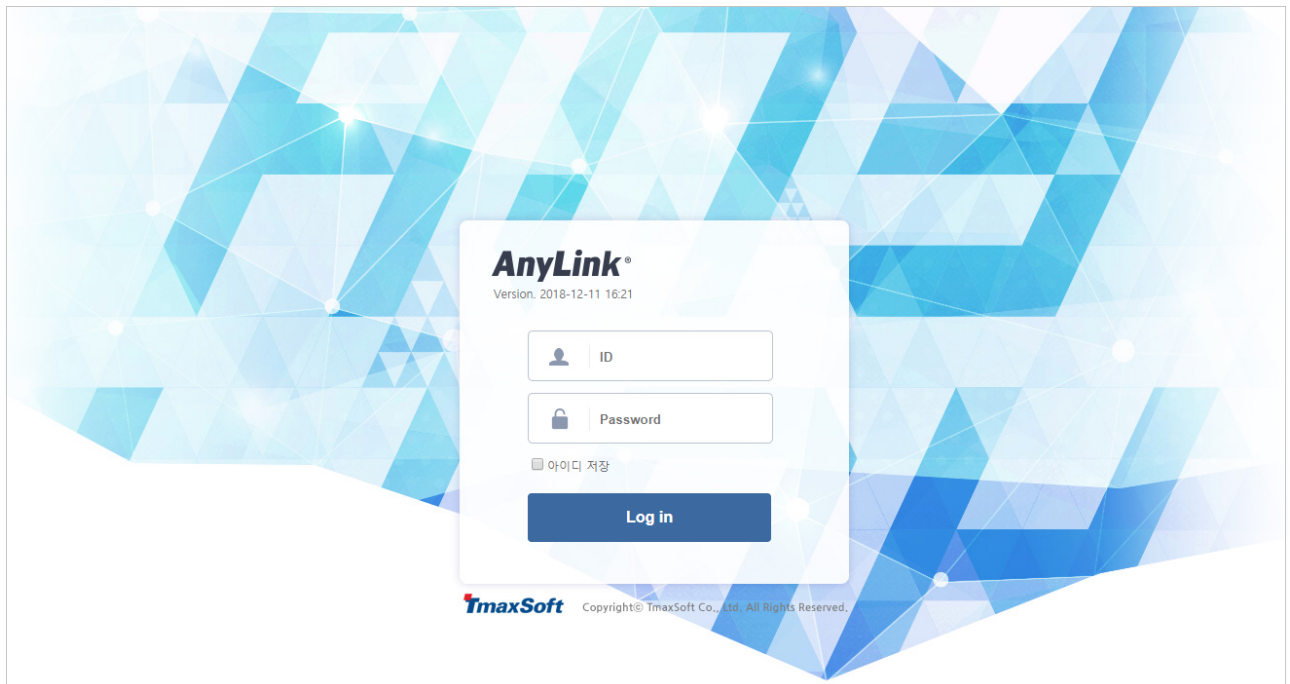 AnyLink®
Version. 2018-12-11 16:21
ID
Password
아이디 저장
Log in
TmaxSoft Copyright© TmaxSoft Co., Ltd. All Rights Reserved.